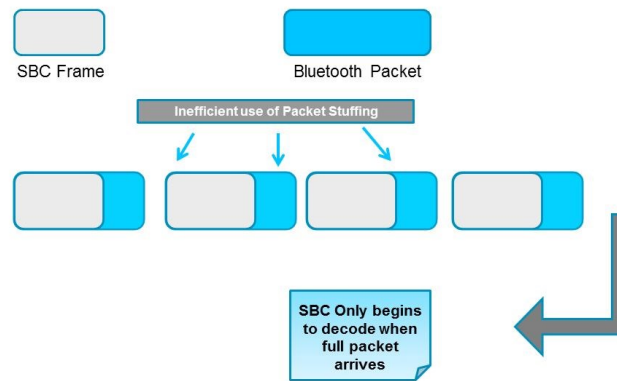 SBC Frame
Bluetooth Packet
Inefficient use of Packet Stuffing
SBC Only begins
to decode when
full packet
arrives